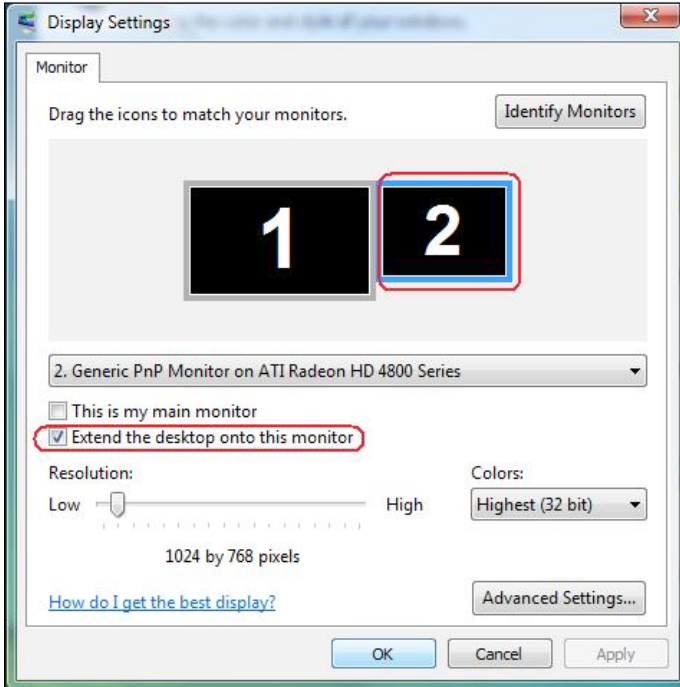 Display Settings
Monitor
Drag the icons to match your monitors.
Identify Monitors
1
2
2. Generic PnP Monitor on ATI Radeon HD 4800 Series
This is my main monitor
Extend the desktop onto this monitor
Resolution:
Colors:
Low
High
Highest (32 bit)
1024 by 768 pixels
How do I get the best display?
Advanced Settings...
OK
Cancel
Apply